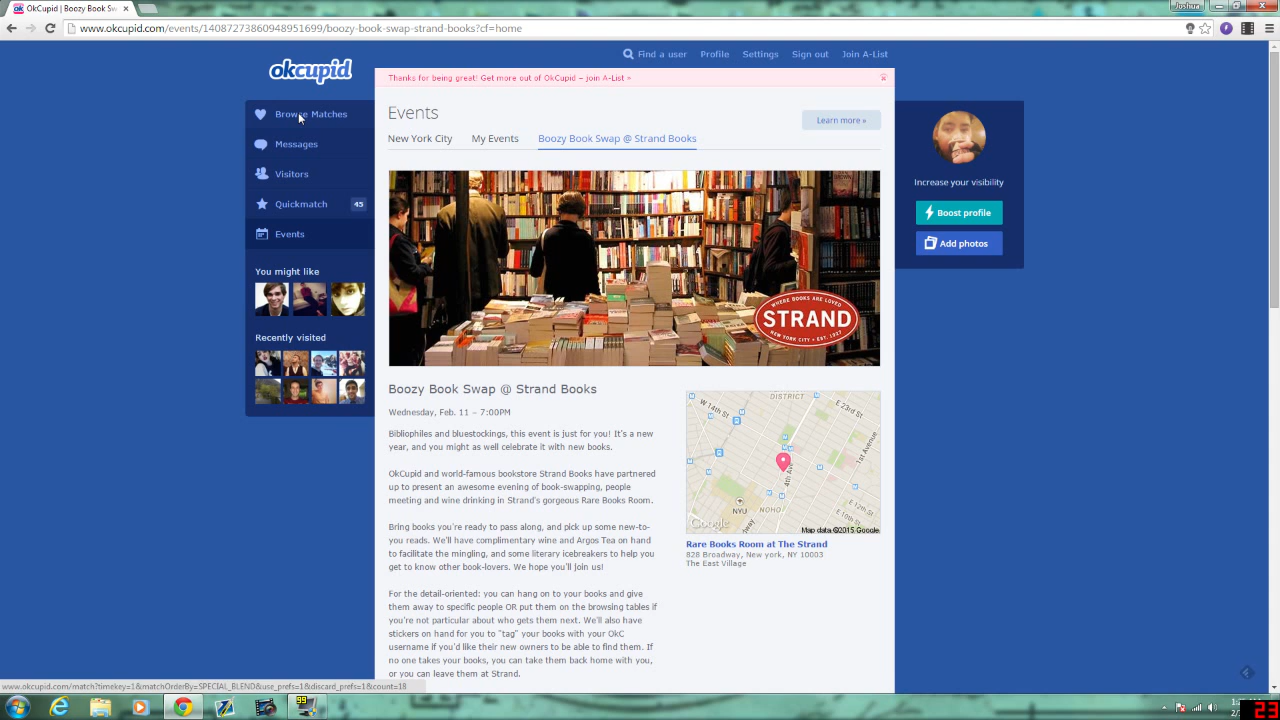 OkCupid | Boozy Book Sw
Joshua
www.okcupid.com/events/14087273860948951699/boozy-book-swap-strand-books?cf=home
Find a user Profile Settings Sign out Join A-List
okcupid
Thanks for being great! Get more out of OkCupid – join A-List »
Browse Matches
Messages
Visitors
Quickmatch 45
Events
You might like
Recently visited
Events
Learn more »
New York City My Events Boozy Book Swap @ Strand Books
WHERE BOOKS ARE LOVED
STRAND
NEW YORK CITY • EST. 1927
Boozy Book Swap @ Strand Books
Wednesday, Feb. 11 – 7:00PM
Bibliophiles and bluestockings, this event is just for you! It's a new
year, and you might as well celebrate it with new books.
OkCupid and world-famous bookstore Strand Books have partnered
up to present an awesome evening of book-swapping, people
meeting and wine drinking in Strand's gorgeous Rare Books Room.
Bring books you're ready to pass along, and pick up some new-to-
you reads. We'll have complimentary wine and Argos Tea on hand
to facilitate the mingling, and some literary icebreakers to help you
get to know other book-lovers. We hope you'll join us!
For the detail-oriented: you can hang on to your books and give
them away to specific people OR put them on the browsing tables if
you're not particular about who gets them next. We'll also have
stickers on hand for you to "tag" your books with your OkC
username if you'd like their new owners to be able to find them. If
no one takes your books, you can take them back home with you,
or you can leave them at Strand.
DISTRICT
W 14th St
E 23rd St
1st Avenue
4th Ave
E 12th St
E 10th St
NYU
NOHO
Google
Map data ©2015 Google
Rare Books Room at The Strand
828 Broadway, New york, NY 10003
The East Village
Increase your visibility
Boost profile
Add photos
www.okcupid.com/match?timekey=1&matchOrderBy=SPECIAL_BLEND&use_prefs=1&discard_prefs=1&count=18
99
23